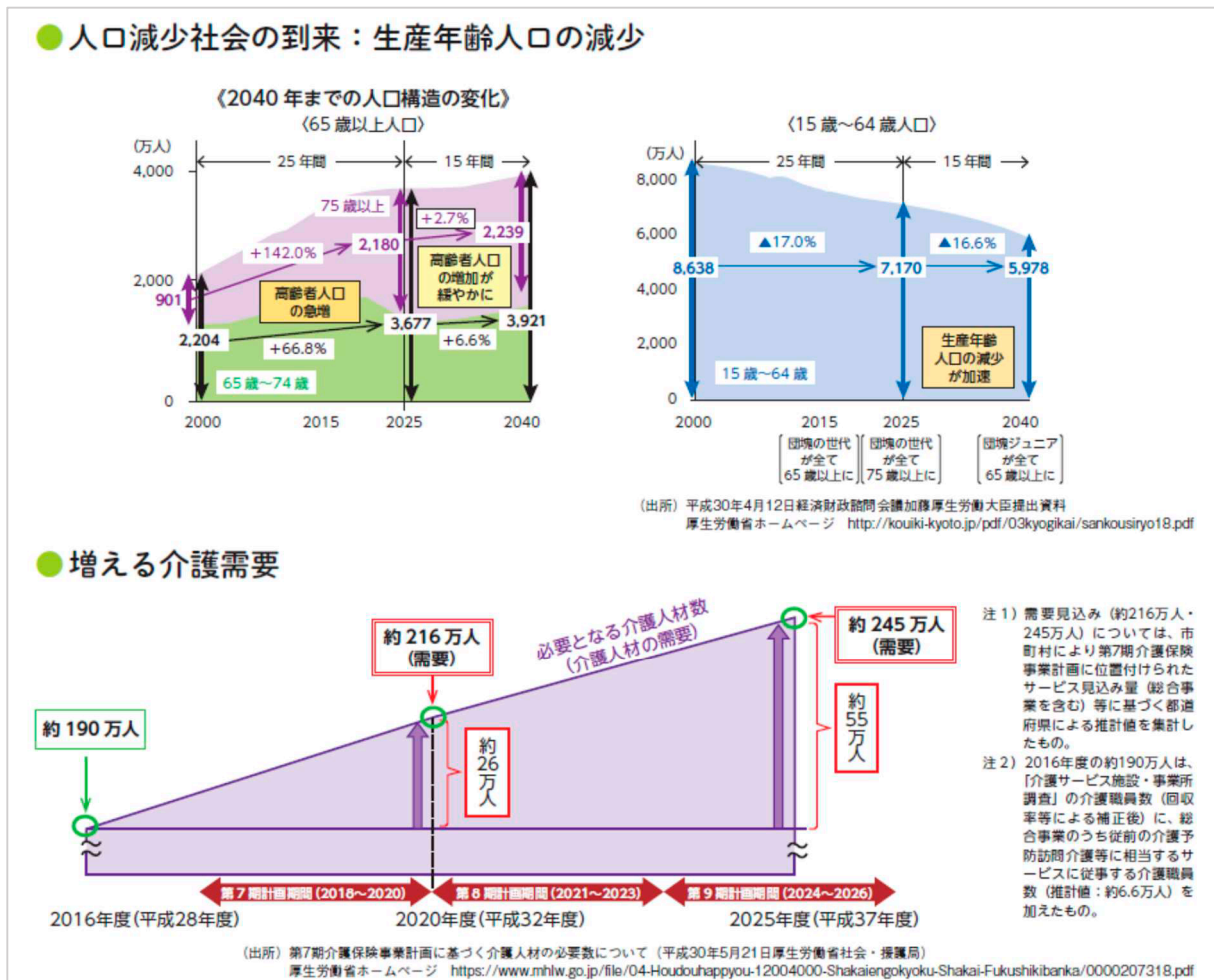 ●人口減少社会の到来：生産年齢人口の減少
《2040年までの人口構造の変化》
〈65歳以上人口〉
(万人)
25年間
15年間
4,000
2,000
0
75歳以上
+142.0%
+2.7%
901
2,180
2,239
高齢者人口
の急増
高齢者人口
の増加が
緩やかに
2,204
3,677
3,921
+66.8%
+6.6%
65歳〜74歳
2000
2015
2025
2040
〈15歳〜64歳人口〉
(万人)
25年間
15年間
8,000
6,000
4,000
2,000
0
▲17.0%
▲16.6%
8,638
7,170
5,978
生産年齢
人口の減少
が加速
15歳〜64歳
2000
2015
2025
2040
団塊の世代
が全て
65歳以上に
団塊の世代
が全て
75歳以上に
団塊ジュニア
が全て
65歳以上に
（出所）平成30年4月12日経済財政諮問会議加藤厚生労働大臣提出資料
厚生労働省ホームページ http://kouiki-kyoto.jp/pdf/03kyogikai/sankousiryo18.pdf
●増える介護需要
約190万人
約216万人
(需要)
必要となる介護人材数
(介護人材の需要)
約245万人
(需要)
約26万人
約55万人
第7期計画期間(2018〜2020)
第8期計画期間(2021〜2023)
第9期計画期間(2024〜2026)
2016年度(平成28年度)
2020年度(平成32年度)
2025年度(平成37年度)
注1）需要見込み（約216万人・
245万人）については、市
町村により第7期介護保険
事業計画に位置付けられた
サービス見込み量（総合事
業を含む）等に基づく都道
府県による推計値を集計し
たもの。
注2）2016年度の約190万人は、
「介護サービス施設・事業所
調査」の介護職員数（回収
率等による補正後）に、総
合事業のうち従前の介護予
防訪問介護等に相当するサ
ービスに従事する介護職員
数（推計値：約6.6万人）を
加えたもの。
（出所）第7期介護保険事業計画に基づく介護人材の必要数について（平成30年5月21日厚生労働省社会・援護局）
厚生労働省ホームページ https://www.mhlw.go.jp/file/04-Houdouhappyou-12004000-Shakaiengokyoku-Shakai-Fukushikibanka/0000207318.pdf